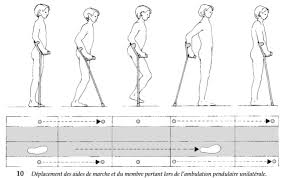 10 Déplacement des aides de marche et du membre portant lors de l'ambulation pendulaire unilatérale.